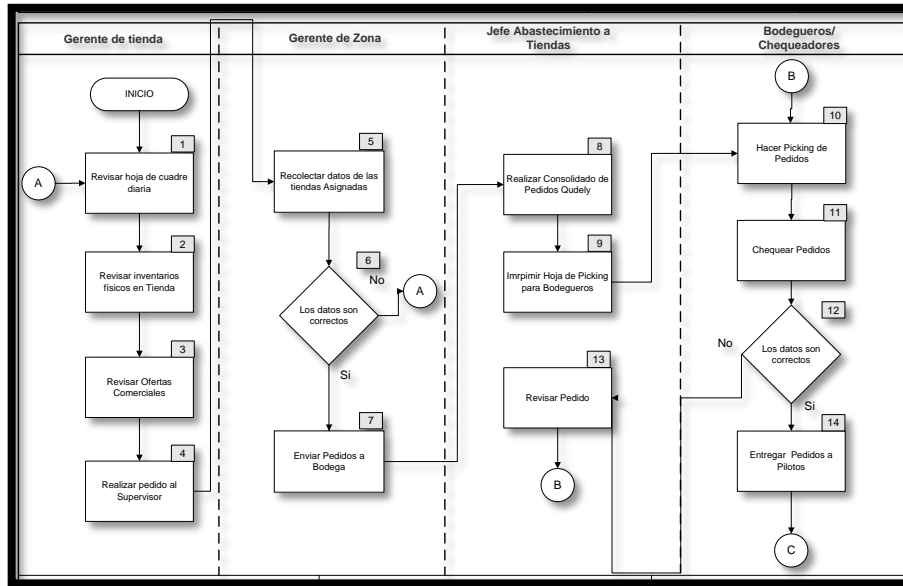 Gerente de tienda
Gerente de Zona
Jefe Abastecimiento a
Tiendas
Bodegueros/
Chequeadores
INICIO
1
Revisar hoja de cuadre
diaria
A
2
Revisar inventarios
físicos en Tienda
3
Revisar Ofertas
Comerciales
4
Realizar pedido al
Supervisor
5
Recolectar datos de las
tiendas Asignadas
6
No
A
Los datos son
correctos
Si
7
Enviar Pedidos a
Bodega
8
Realizar Consolidado de
Pedidos Qudely
9
Imrpimir Hoja de Picking
para Bodegueros
13
Revisar Pedido
B
B
10
Hacer Picking de
Pedidos
11
Chequear Pedidos
12
No
Los datos son
correctos
Si
14
Entregar Pedidos a
Pilotos
C